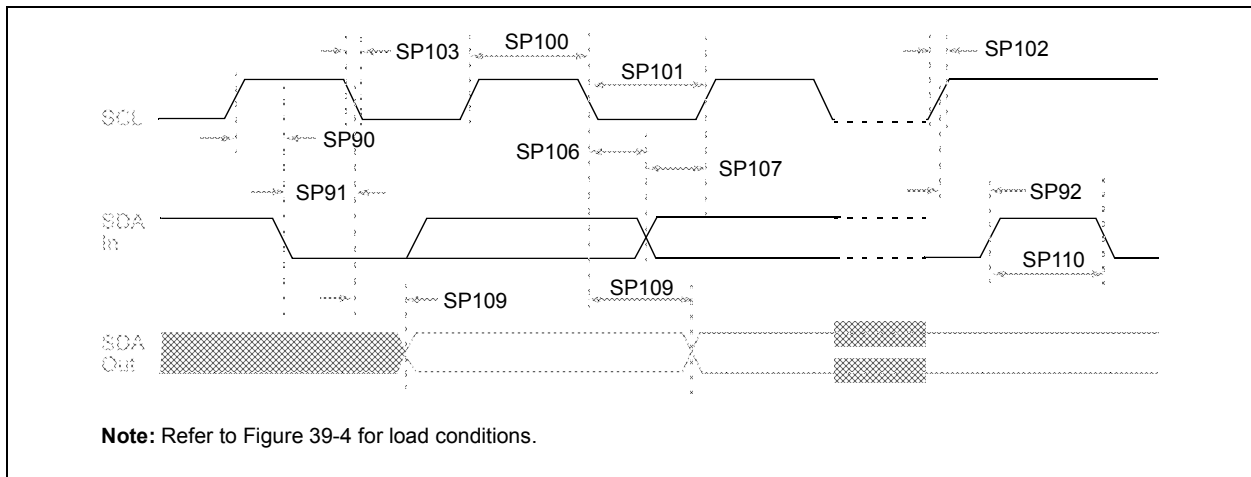 SP103
SP100
SP101
SP102
SCL
SP90
SP106
SP107
SP91
SP92
SDA
In
SP110
SP109
SP109
SDA
Out
Note: Refer to Figure 39-4 for load conditions.